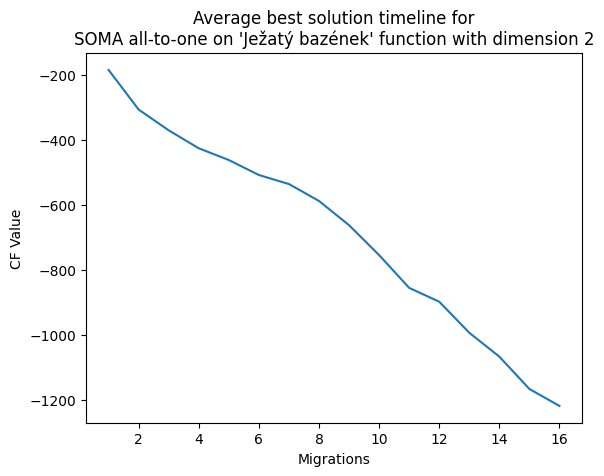 Average best solution timeline for
SOMA all-to-one on 'Ježatý bazének' function with dimension 2
−200
−400
−600
−800
−1000
−1200
CF Value
2 4 6 8 10 12 14 16
Migrations